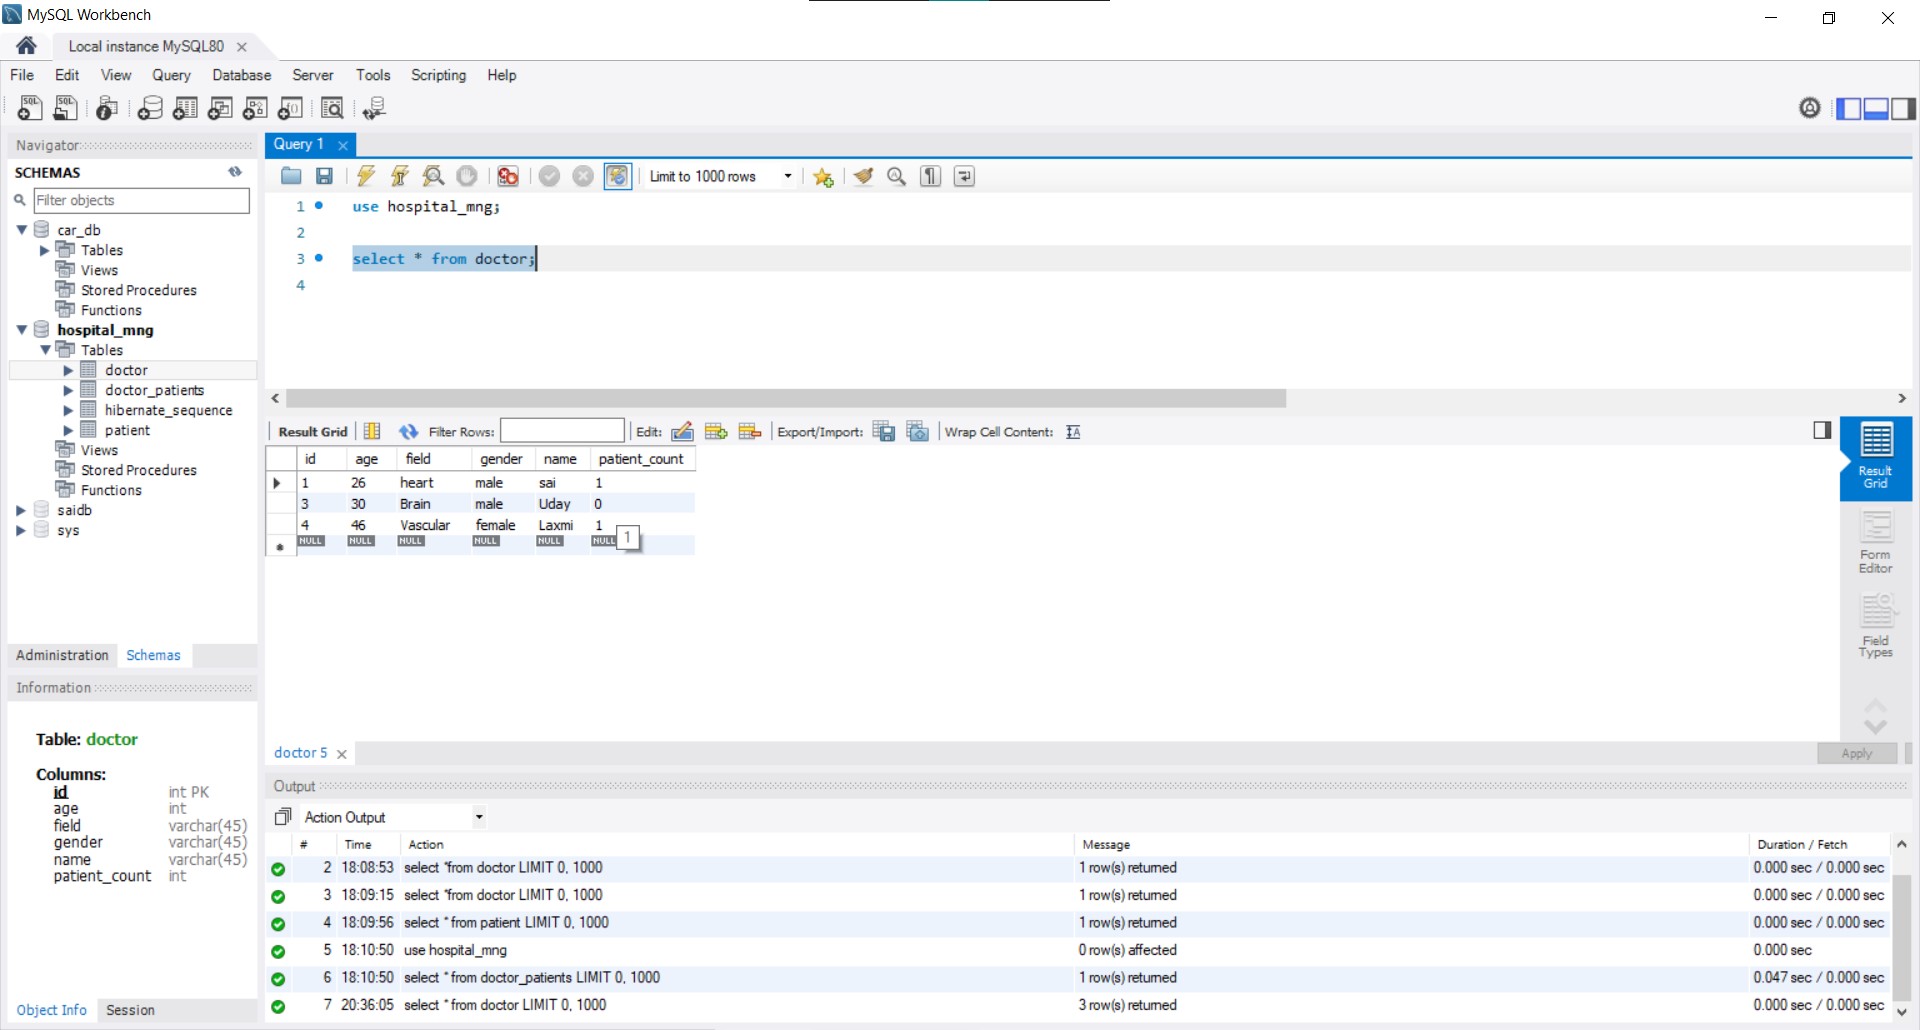 MySQL Workbench
Local instance MySQL80
File Edit View Query Database Server Tools Scripting Help
Navigator
SCHEMAS
Filter objects
car_db
Tables
Views
Stored Procedures
Functions
hospital_mng
Tables
doctor
doctor_patients
hibernate_sequence
patient
Views
Stored Procedures
Functions
saidb
sys
Administration Schemas
Information
Table: doctor
Columns:
id int PK
age int
field varchar(45)
gender varchar(45)
name varchar(45)
patient_count int
Object Info Session
Query 1
Limit to 1000 rows
1 use hospital_mng;
2
3 select * from doctor;
4
Result Grid Filter Rows: Edit: Export/Import: Wrap Cell Content:
id age field gender name patient_count
1 26 heart male sai 1
3 30 Brain male Uday 0
4 46 Vascular female Laxmi 1
NULL NULL NULL NULL NULL NULL
1
Result
Grid
Form
Editor
Field
Types
doctor 5
Apply
Output
Action Output
# Time Action Message Duration / Fetch
2 18:08:53 select *from doctor LIMIT 0, 1000 1 row(s) returned 0.000 sec / 0.000 sec
3 18:09:15 select *from doctor LIMIT 0, 1000 1 row(s) returned 0.000 sec / 0.000 sec
4 18:09:56 select * from patient LIMIT 0, 1000 1 row(s) returned 0.000 sec / 0.000 sec
5 18:10:50 use hospital_mng 0 row(s) affected 0.000 sec
6 18:10:50 select * from doctor_patients LIMIT 0, 1000 1 row(s) returned 0.047 sec / 0.000 sec
7 20:36:05 select * from doctor LIMIT 0, 1000 3 row(s) returned 0.000 sec / 0.000 sec